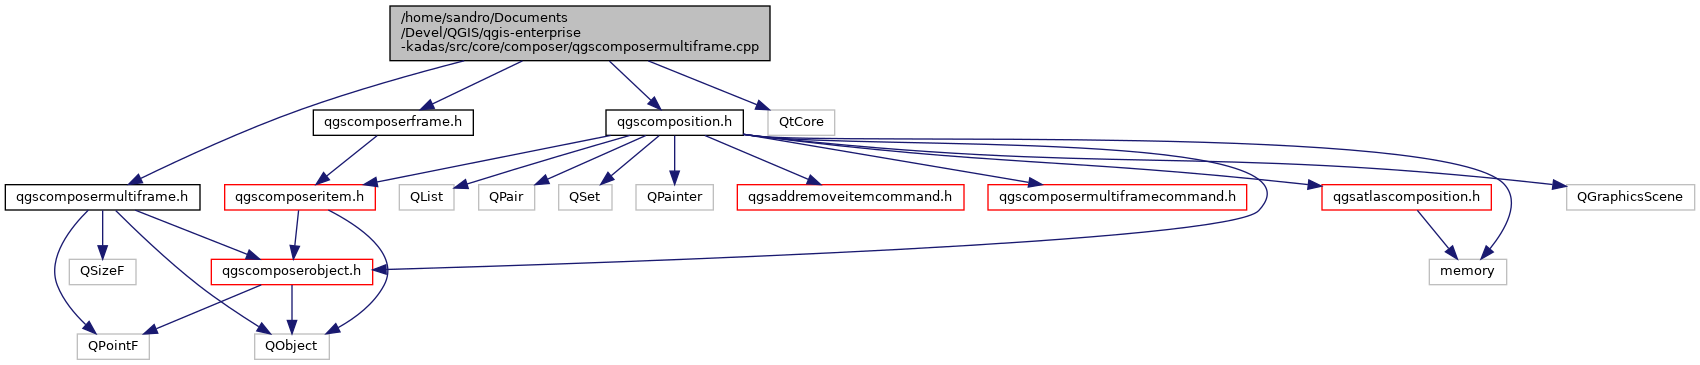 /home/sandro/Documents
/Devel/QGIS/qgis-enterprise
-kadas/src/core/composer/qgscomposermultiframe.cpp
qgscomposerframe.h
qgscomposition.h
QtCore
qgscomposermultiframe.h
qgscomposeritem.h
QList
QPair
QSet
QPainter
qgsaddremoveitemcommand.h
qgscomposermultiframecommand.h
qgsatlascomposition.h
QGraphicsScene
QSizeF
qgscomposerobject.h
memory
QPointF
QObject